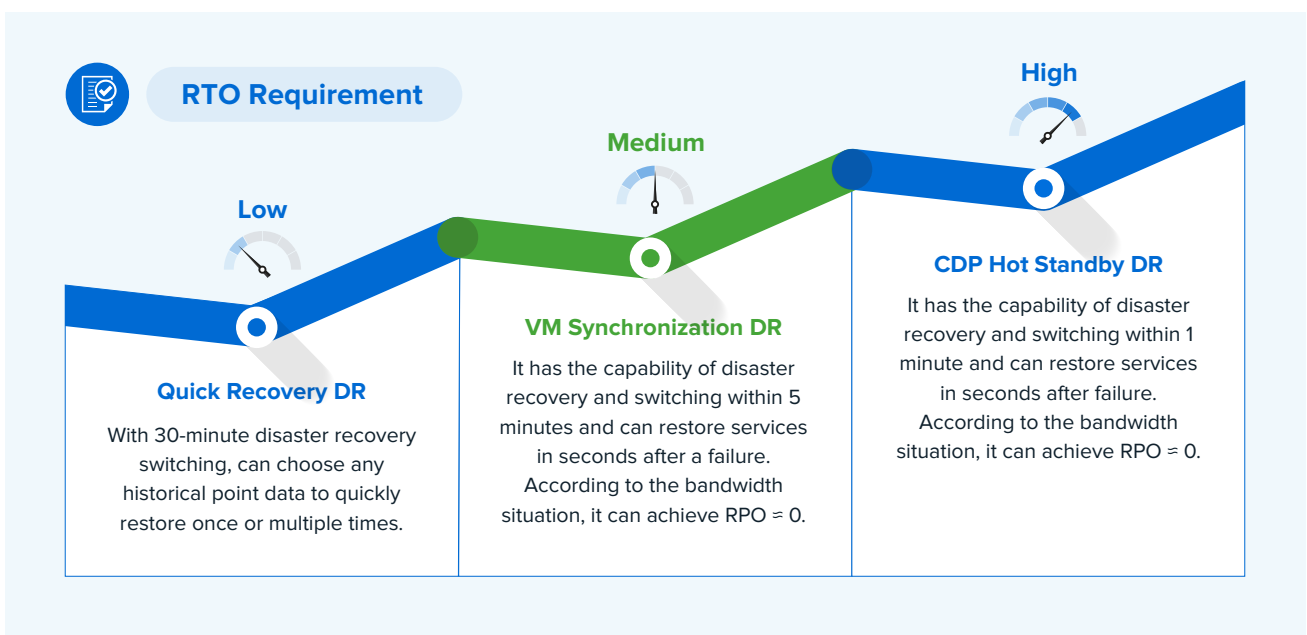 RTO Requirement
Low
Quick Recovery DR
With 30-minute disaster recovery
switching, can choose any
historical point data to quickly
restore once or multiple times.
Medium
VM Synchronization DR
It has the capability of disaster
recovery and switching within 5
minutes and can restore services
in seconds after a failure.
According to the bandwidth
situation, it can achieve RPO ≈ 0.
High
CDP Hot Standby DR
It has the capability of disaster
recovery and switching within 1
minute and can restore services
in seconds after failure.
According to the bandwidth
situation, it can achieve RPO ≈ 0.